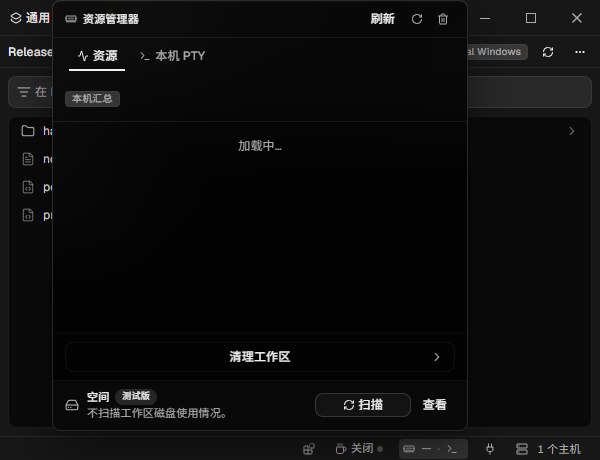 通用
资源管理器
刷新
Release
资源
本机 PTY
al Windows
在
本机汇总
加载中...
ha
no
po
pr
清理工作区
空间 测试版
不扫描工作区磁盘使用情况。
扫描
查看
关闭
1 个主机